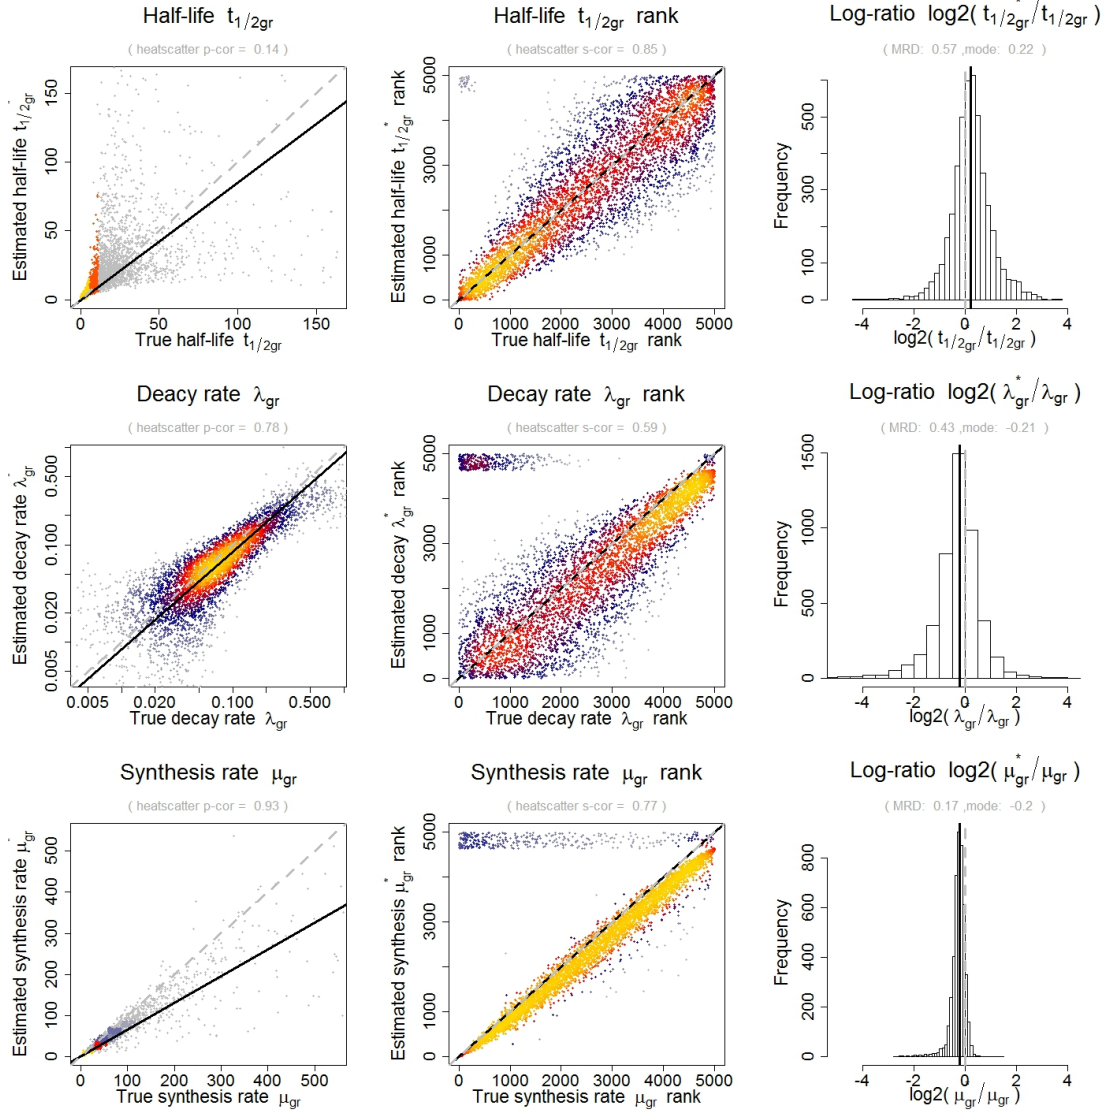 Half-life t1/2gr
( heatscatter p-cor = 0.14 )
Estimated half-life t*1/2gr
150
100
50
0
0 50 100 150
True half-life t1/2gr
Half-life t1/2gr rank
( heatscatter s-cor = 0.85 )
Estimated half-life t*1/2gr rank
5000
3000
1000
0
0 1000 2000 3000 4000 5000
True half-life t1/2gr rank
Log-ratio log2( t*1/2gr/t1/2gr )
( MRD: 0.57 ,mode: 0.22 )
Frequency
500
300
100
0
-4 -2 0 2 4
log2( t1/2gr/t1/2gr )
Deacy rate λgr
( heatscatter p-cor = 0.78 )
Estimated decay rate λ*gr
0.500
0.100
0.020
0.005
0.005 0.020 0.100 0.500
True decay rate λgr
Decay rate λgr rank
( heatscatter s-cor = 0.59 )
Estimated decay λ*gr rank
5000
3000
1000
0
0 1000 2000 3000 4000 5000
True decay rate λgr rank
Log-ratio log2( λ*gr/λgr )
( MRD: 0.43 ,mode: -0.21 )
Frequency
1500
1000
500
0
-4 -2 0 2 4
log2( λgr/λgr )
Synthesis rate μgr
( heatscatter p-cor = 0.93 )
Estimated synthesis rate μ*gr
500
400
300
200
100
0
0 100 200 300 400 500
True synthesis rate μgr
Synthesis rate μgr rank
( heatscatter s-cor = 0.77 )
Estimated synthesis μ*gr rank
5000
3000
1000
0
0 1000 2000 3000 4000 5000
True synthesis rate μgr rank
Log-ratio log2( μ*gr/μgr )
( MRD: 0.17 ,mode: -0.2 )
Frequency
800
600
400
200
0
-4 -2 0 2 4
log2( μgr/μgr )